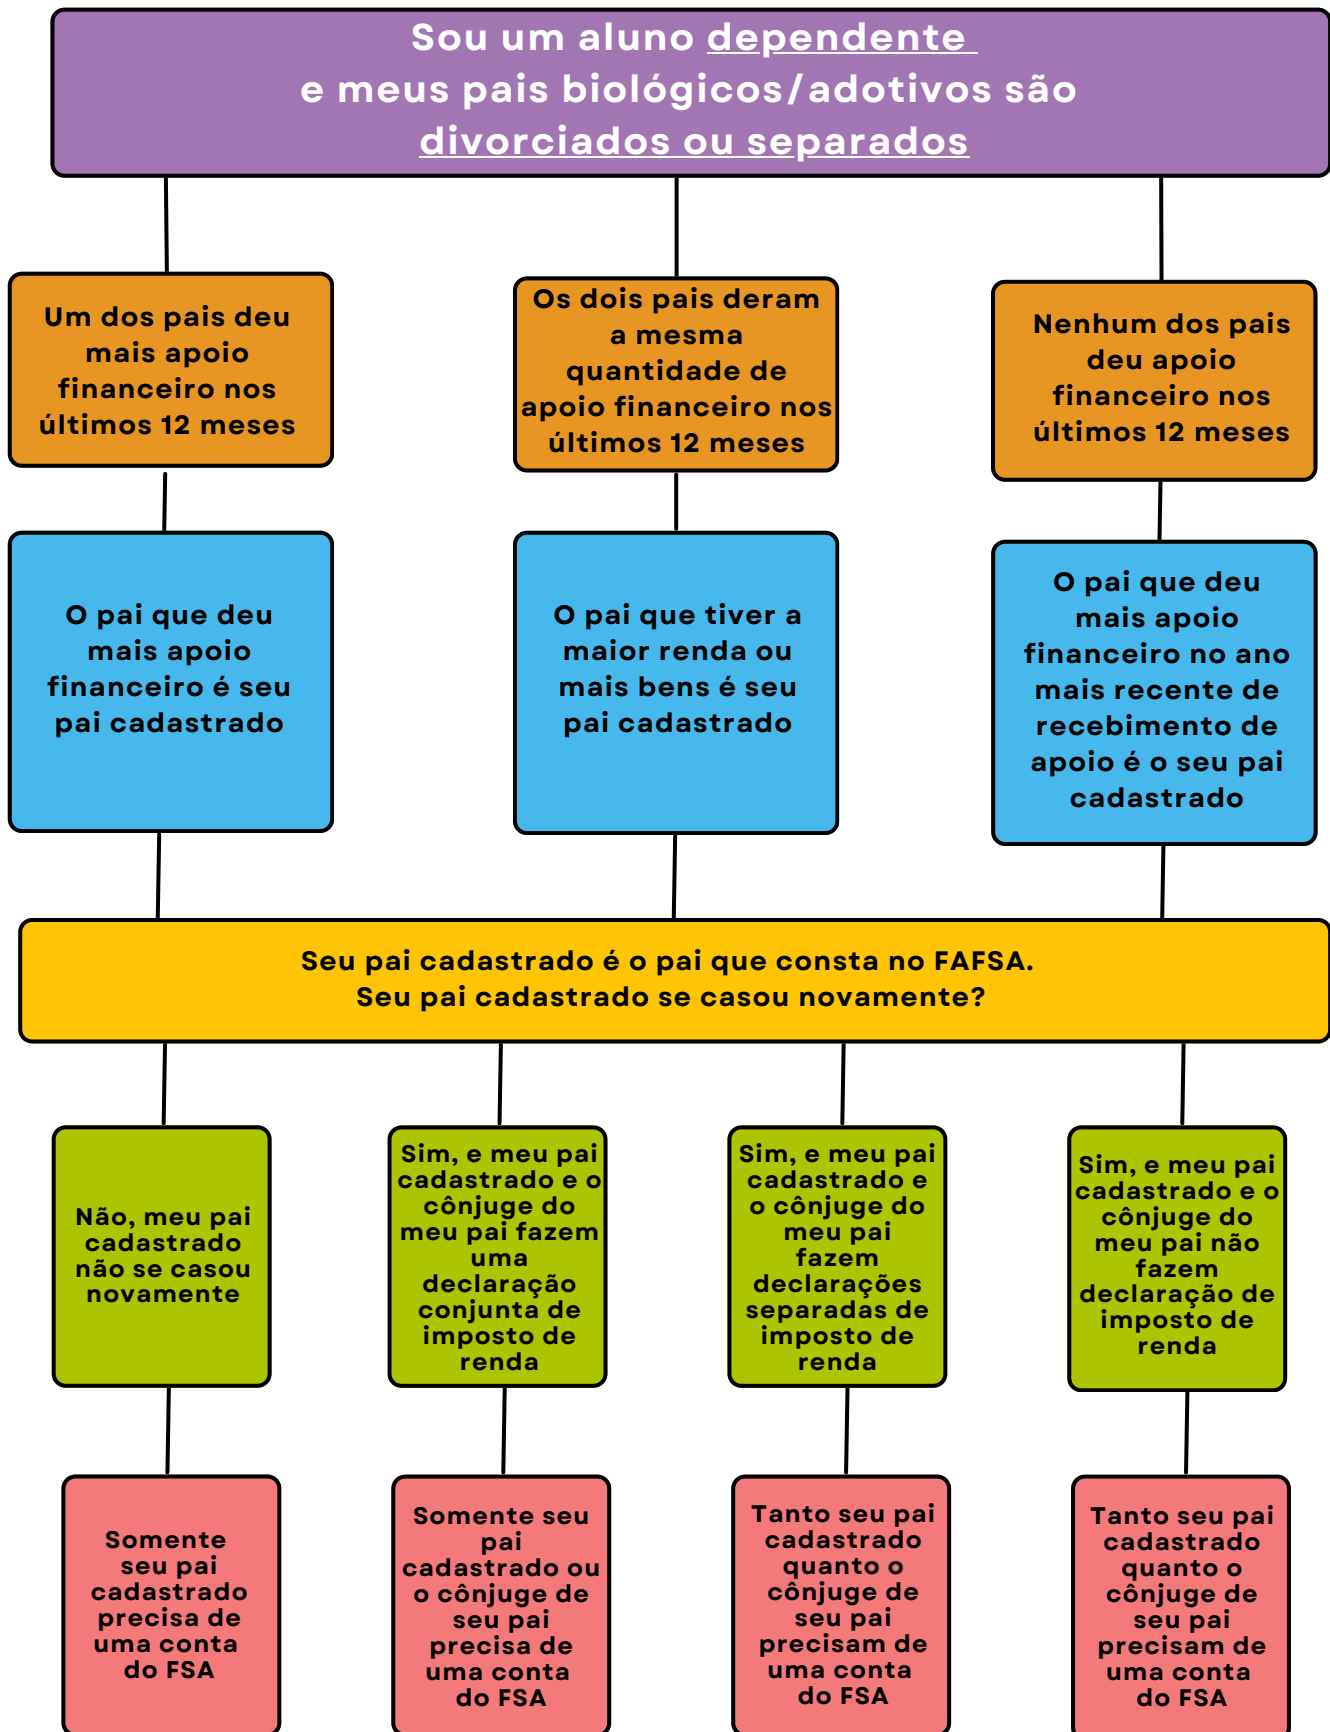 Sou um aluno dependente
e meus pais biológicos/adotivos são
divorciados ou separados
Um dos pais deu
mais apoio
financeiro nos
últimos 12 meses
Os dois pais deram
a mesma
quantidade de
apoio financeiro nos
últimos 12 meses
Nenhum dos pais
deu apoio
financeiro nos
últimos 12 meses
O pai que deu
mais apoio
financeiro é seu
pai cadastrado
O pai que tiver a
maior renda ou
mais bens é seu
pai cadastrado
O pai que deu
mais apoio
financeiro no ano
mais recente de
recebimento de
apoio é o seu pai
cadastrado
Seu pai cadastrado é o pai que consta no FAFSA.
Seu pai cadastrado se casou novamente?
Não, meu pai
cadastrado
não se casou
novamente
Sim, e meu pai
cadastrado e o
cônjuge do
meu pai fazem
uma
declaração
conjunta de
imposto de
renda
Sim, e meu pai
cadastrado e
o cônjuge do
meu pai
fazem
declarações
separadas de
imposto de
renda
Sim, e meu pai
cadastrado e o
cônjuge do
meu pai não
fazem
declaração de
imposto de
renda
Somente
seu pai
cadastrado
precisa de
uma conta
do FSA
Somente seu
pai
cadastrado ou
o cônjuge de
seu pai
precisa de
uma conta
do FSA
Tanto seu pai
cadastrado
quanto o
cônjuge de
seu pai
precisam de
uma conta
do FSA
Tanto seu pai
cadastrado
quanto o
cônjuge de
seu pai
precisam de
uma conta
do FSA